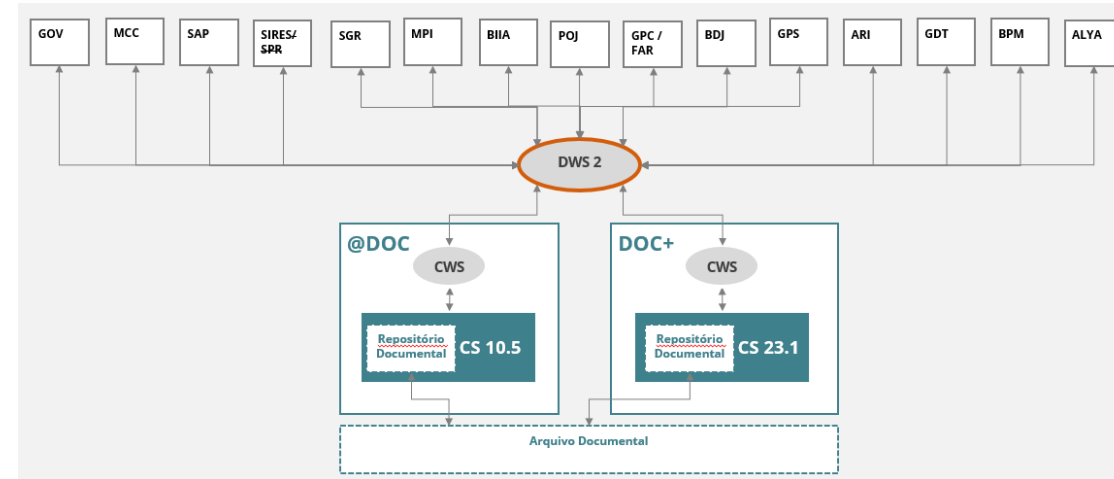 GOV
MCC
SAP
SIRES/
SPR
SGR
MPI
BIIA
POJ
GPC /
FAR
BDJ
GPS
ARI
GDT
BPM
ALYA
DWS 2
@DOC
DOC+
CWS
CWS
Repositório
Documental
CS 10.5
Repositório
Documental
CS 23.1
Arquivo Documental